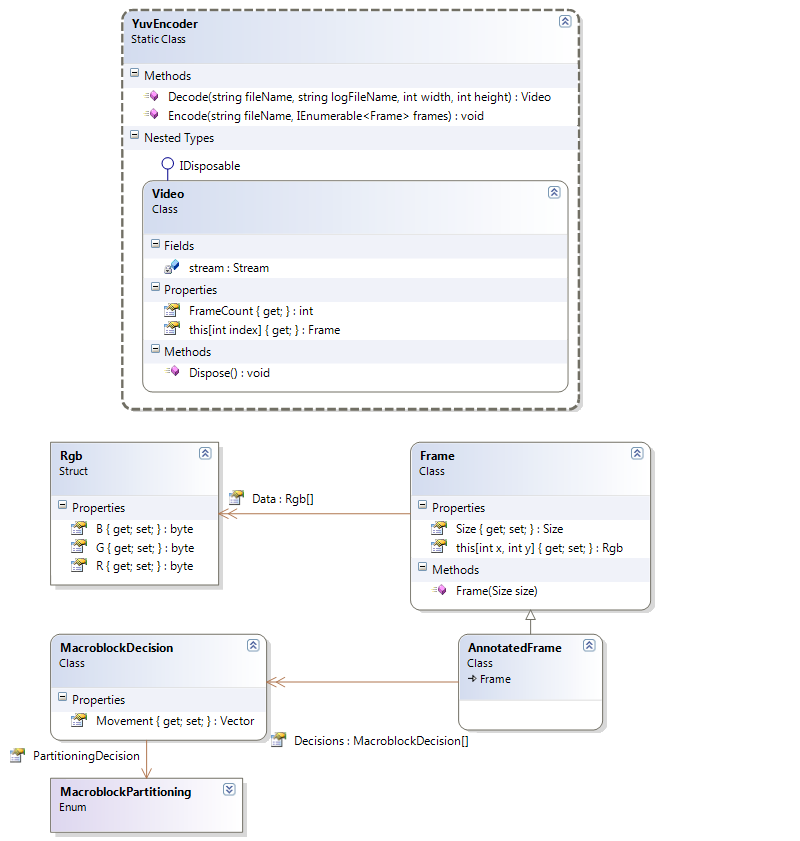 YuvEncoder
Static Class
Methods
Decode(string fileName, string logFileName, int width, int height) : Video
Encode(string fileName, IEnumerable<Frame> frames) : void
Nested Types
IDisposable
Video
Class
Fields
stream : Stream
Properties
FrameCount { get; } : int
this[int index] { get; } : Frame
Methods
Dispose() : void
Rgb
Struct
Properties
B { get; set; } : byte
G { get; set; } : byte
R { get; set; } : byte
Data : Rgb[]
Frame
Class
Properties
Size { get; set; } : Size
this[int x, int y] { get; set; } : Rgb
Methods
Frame(Size size)
MacroblockDecision
Class
Properties
Movement { get; set; } : Vector
AnnotatedFrame
Class
Frame
Decisions : MacroblockDecision[]
PartitioningDecision
MacroblockPartitioning
Enum